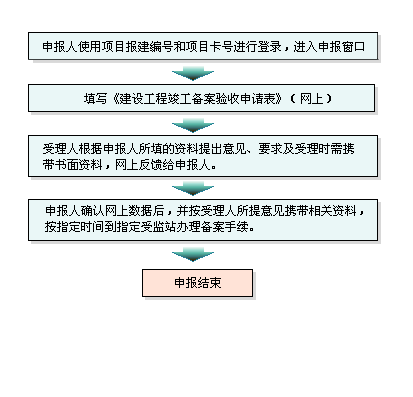 申报人使用项目报建编号和项目卡号进行登录，进入申报窗口
填写《建设工程竣工备案验收申请表》（网上）
受理人根据申报人所填的资料提出意见、要求及受理时需携
带书面资料，网上反馈给申报人。
申报人确认网上数据后，并按受理人所提意见携带相关资料，
按指定时间到指定受监站办理备案手续。
申报结束